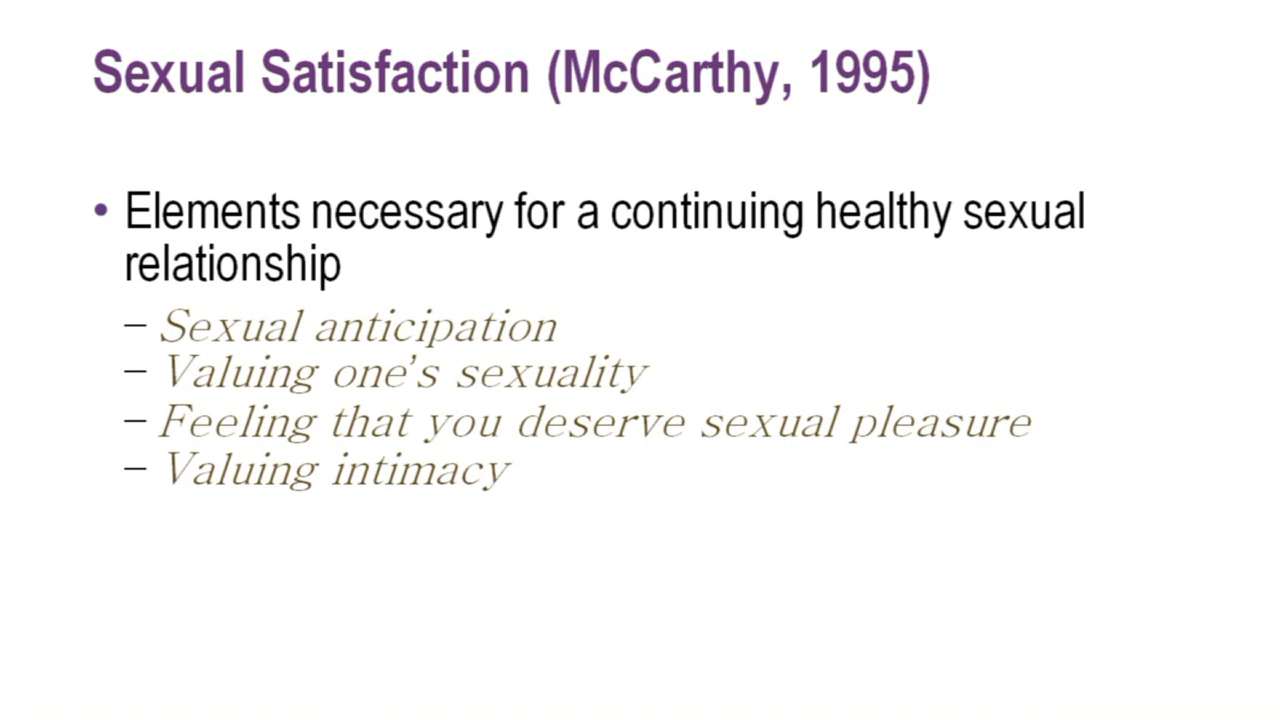 Sexual Satisfaction (McCarthy, 1995)
• Elements necessary for a continuing healthy sexual
relationship
– Sexual anticipation
– Valuing one’s sexuality
– Feeling that you deserve sexual pleasure
– Valuing intimacy